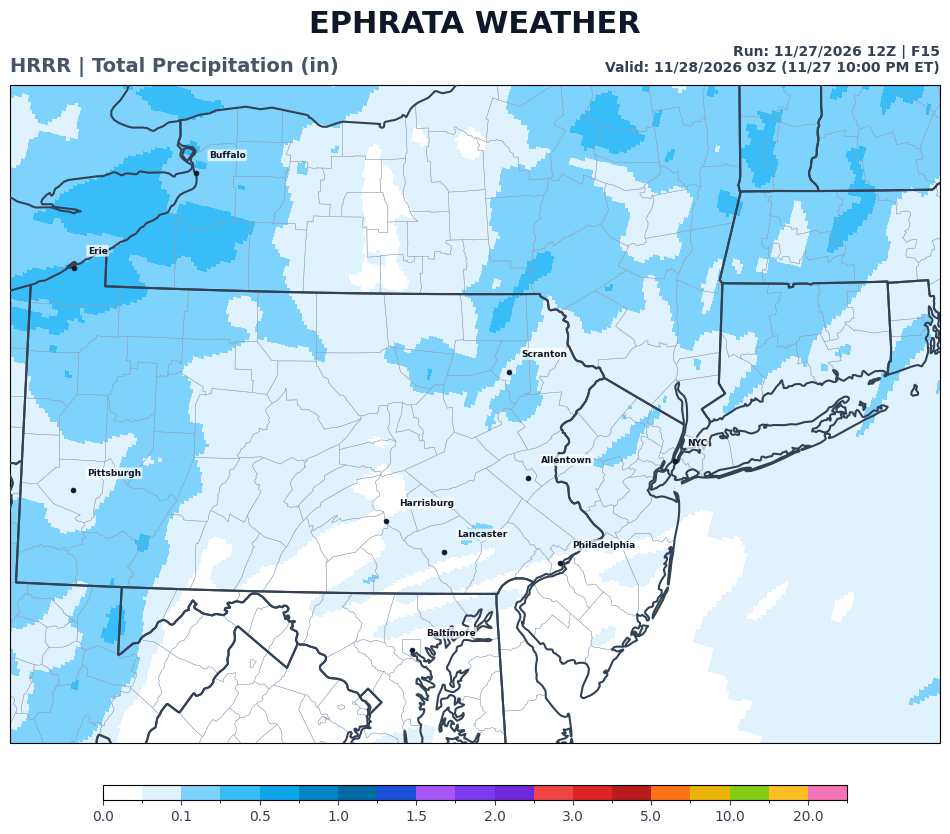 EPHRATA WEATHER
HRRR | Total Precipitation (in)
Run: 11/27/2026 12Z | F15
Valid: 11/28/2026 03Z (11/27 10:00 PM ET)
Buffalo
Erie
Scranton
NYC
Allentown
Pittsburgh
Harrisburg
Lancaster
Philadelphia
Baltimore
0.0 0.1 0.5 1.0 1.5 2.0 3.0 5.0 10.0 20.0